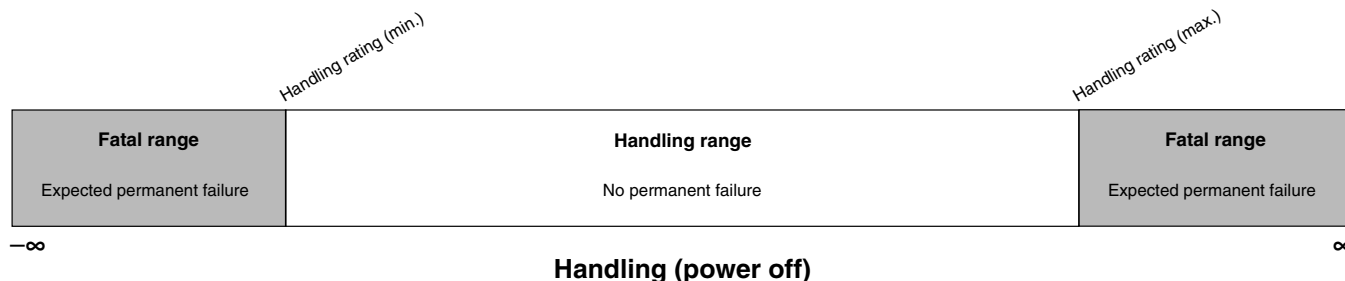 Handling rating (min.)
Handling rating (max.)
Fatal range
Handling range
Fatal range
Expected permanent failure
No permanent failure
Expected permanent failure
–∞
∞
Handling (power off)